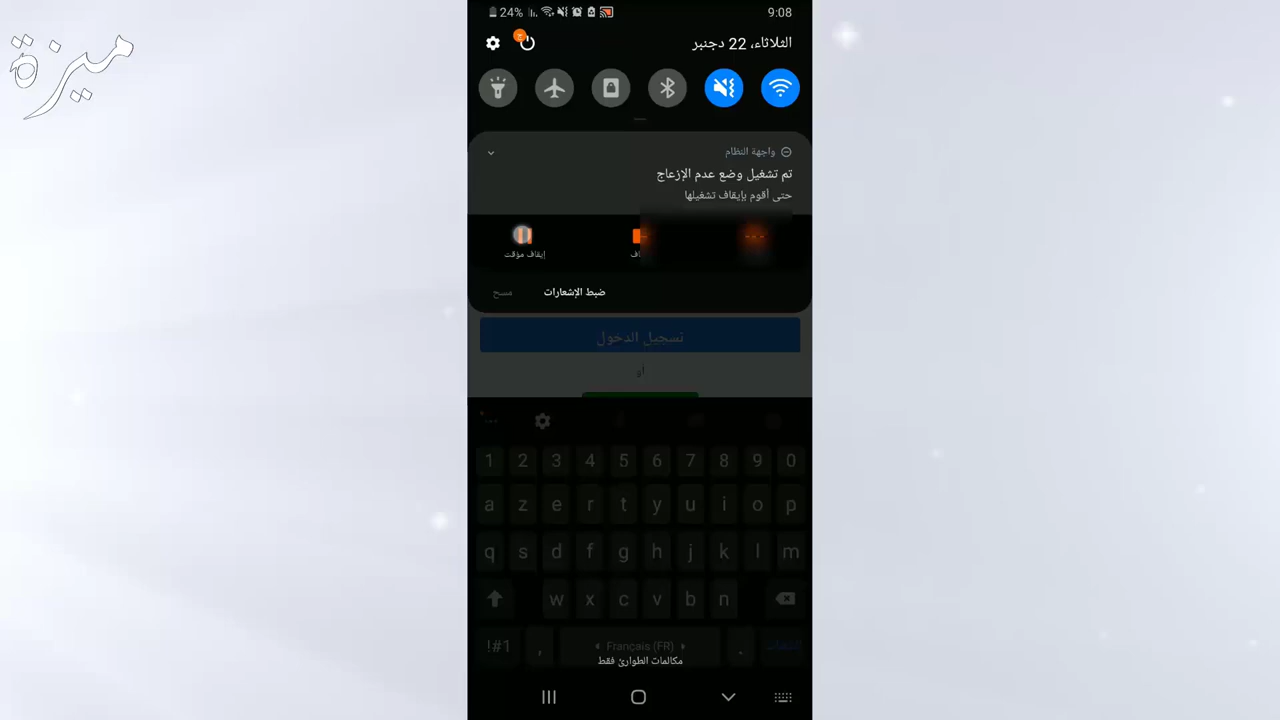 ميزة
24%
9:08
الثلاثاء، 22 دجنبر
واجهة النظام
تم تشغيل وضع عدم الإزعاج
حتى أقوم بإيقاف تشغيلها
إيقاف مؤقت
ضبط الإشعارات
مسح
تسجيل الدخول
أو
1 2 3 4 5 6 7 8 9 0
a z e r t y u i o p
q s d f g h j k l m
w x c v b n
!#1 , Français (FR) .
مكالمات الطوارئ فقط